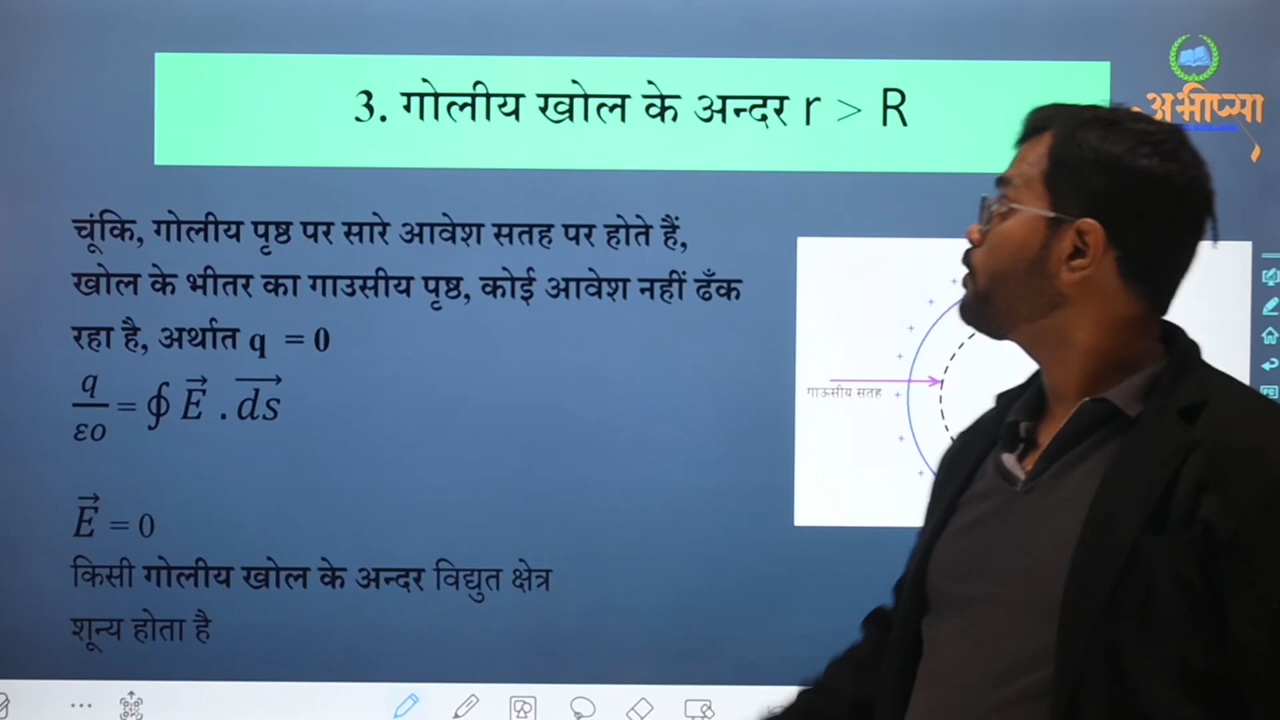 3. गोलीय खोल के अन्दर r > R
अभीप्सा
चूंकि, गोलीय पृष्ठ पर सारे आवेश सतह पर होते हैं,
खोल के भीतर का गाउसीय पृष्ठ, कोई आवेश नहीं ढँक
रहा है, अर्थात q = 0
q/εo = ∮ E⃗ . ds⃗
गाऊसीय सतह
E⃗ = 0
किसी गोलीय खोल के अन्दर विद्युत क्षेत्र
शून्य होता है